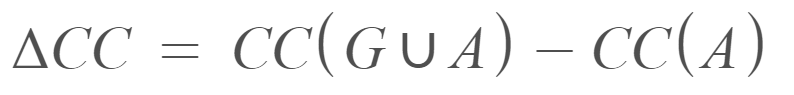 ΔCC = CC(G∪A) − CC(A)